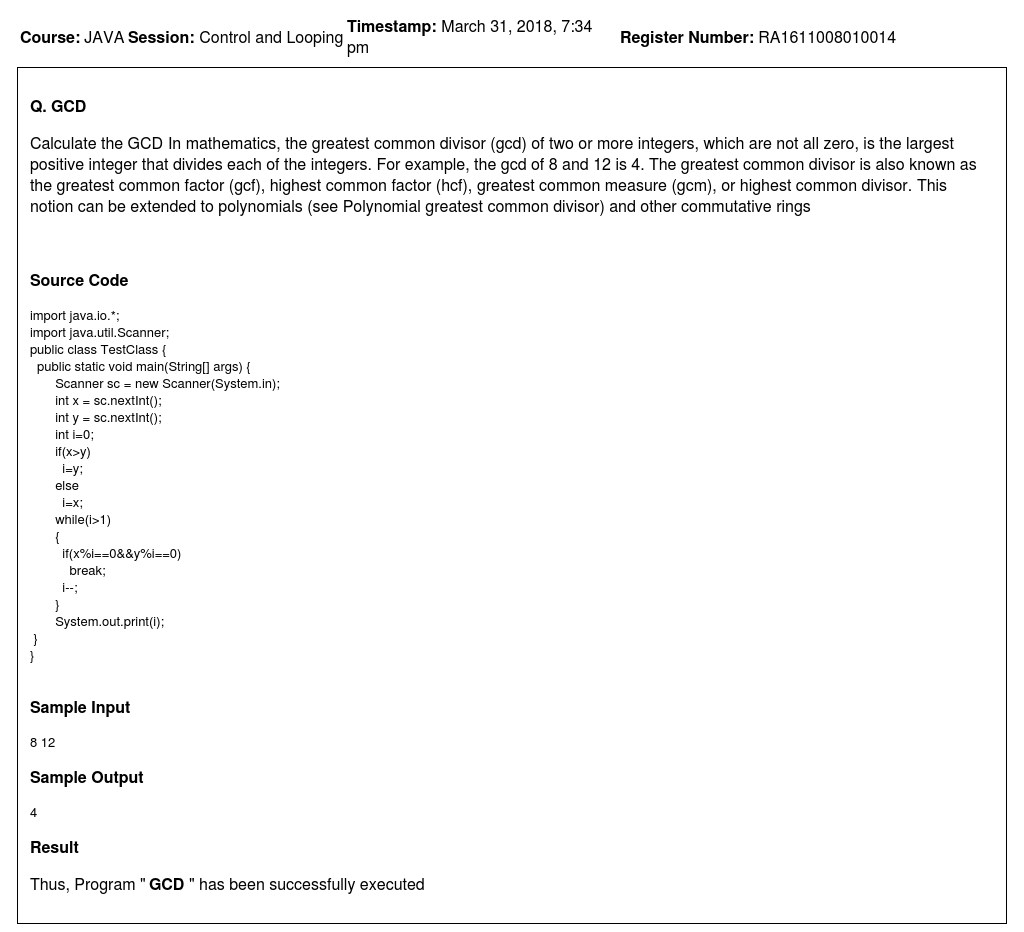 Course: JAVA Session: Control and Looping Timestamp: March 31, 2018, 7:34 pm Register Number: RA1611008010014
Q. GCD
Calculate the GCD In mathematics, the greatest common divisor (gcd) of two or more integers, which are not all zero, is the largest
positive integer that divides each of the integers. For example, the gcd of 8 and 12 is 4. The greatest common divisor is also known as
the greatest common factor (gcf), highest common factor (hcf), greatest common measure (gcm), or highest common divisor. This
notion can be extended to polynomials (see Polynomial greatest common divisor) and other commutative rings
Source Code
import java.io.*;
import java.util.Scanner;
public class TestClass {
  public static void main(String[] args) {
       Scanner sc = new Scanner(System.in);
       int x = sc.nextInt();
       int y = sc.nextInt();
       int i=0;
       if(x>y)
         i=y;
       else
         i=x;
       while(i>1)
       {
         if(x%i==0&&y%i==0)
           break;
         i--;
       }
       System.out.print(i);
 }
}
Sample Input
8 12
Sample Output
4
Result
Thus, Program " GCD " has been successfully executed